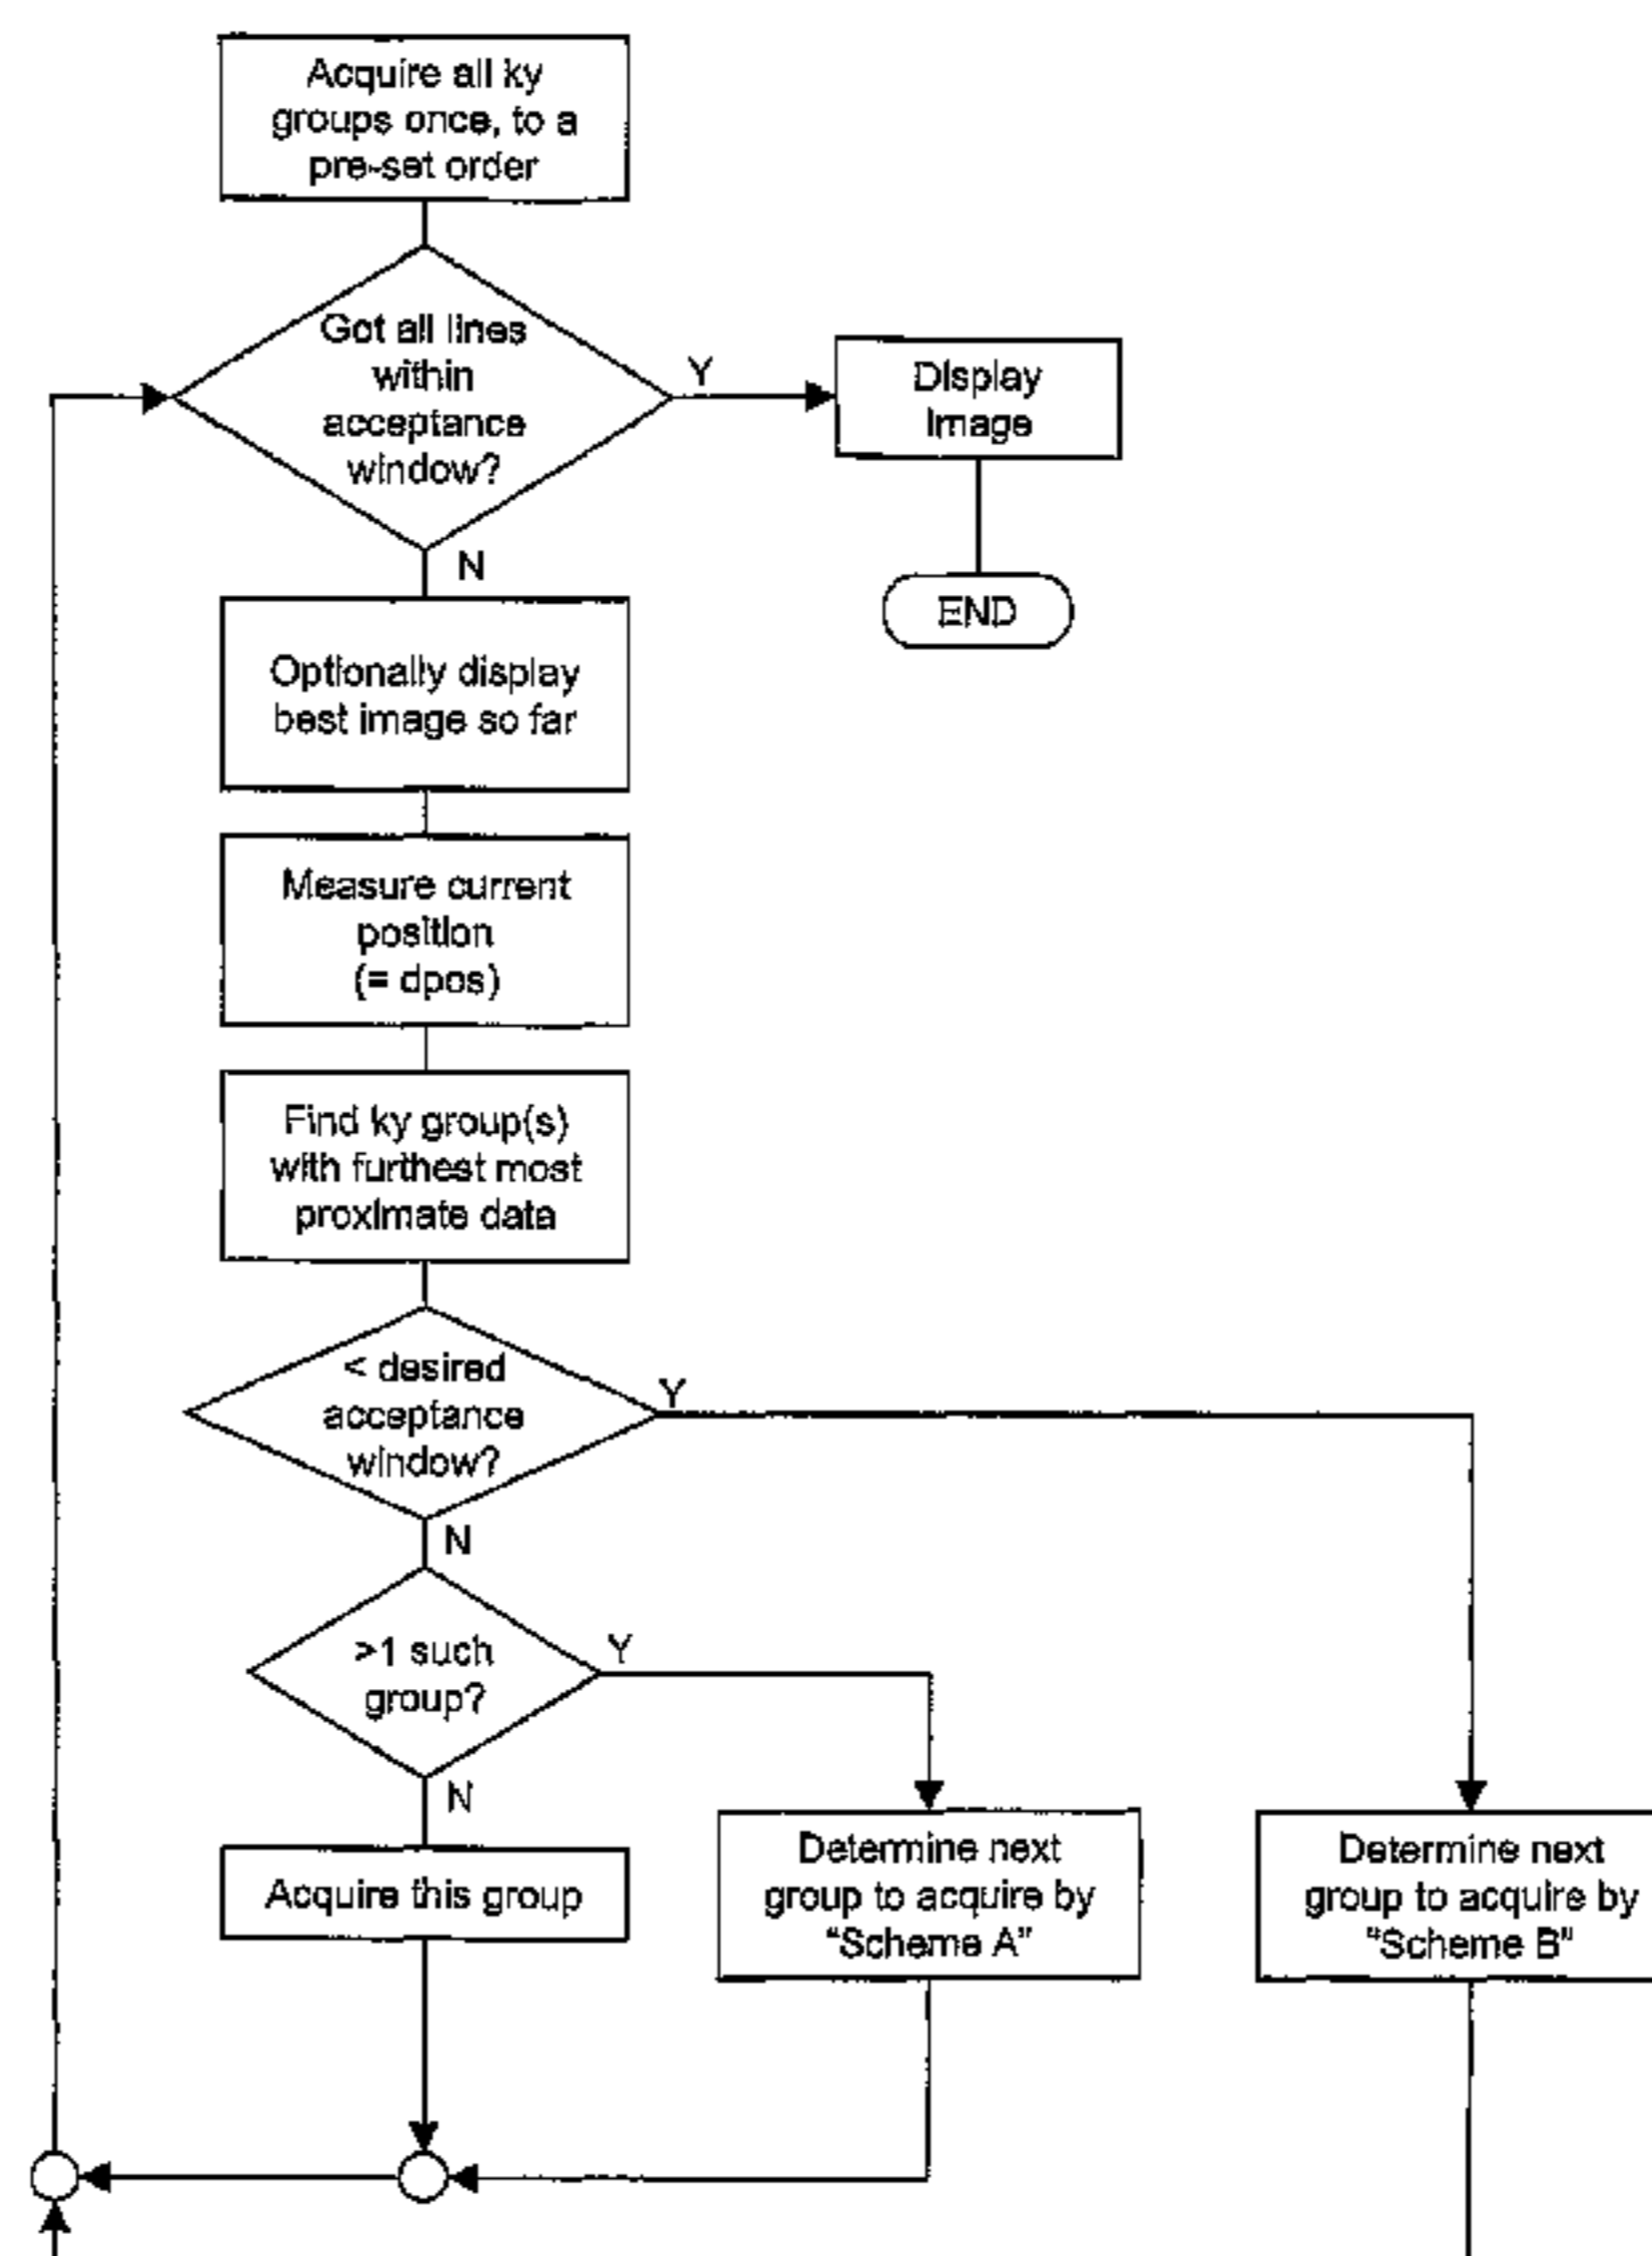 Acquire all ky
groups once, to a
pre-set order
Got all lines
within
acceptance
window?
Y
Display
Image
N
END
Optionally display
best image so far
Measure current
position
(= dpos)
Find ky group(s)
with furthest most
proximate data
< desired
acceptance
window?
Y
N
>1 such
group?
Y
N
Acquire this group
Determine next
group to acquire by
“Scheme A”
Determine next
group to acquire by
“Scheme B”